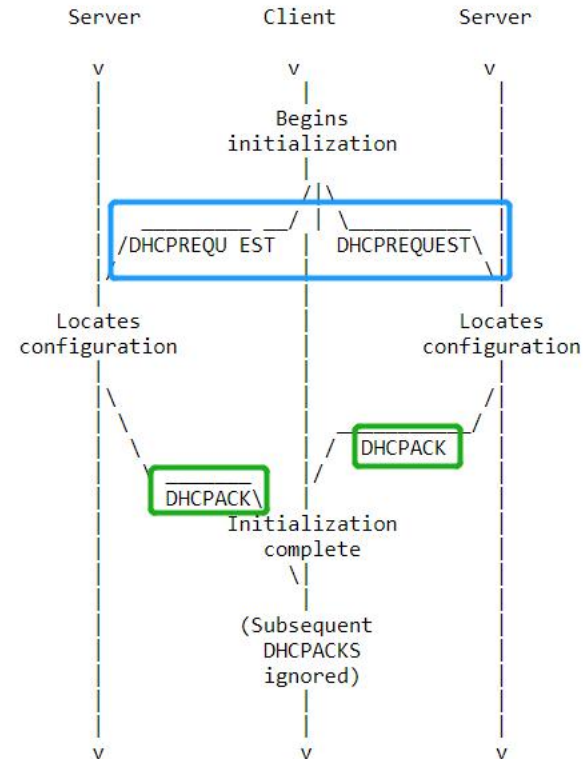 Server Client Server
v v v
Begins
initialization
/DHCPREQU EST DHCPREQUEST\
Locates Locates
configuration configuration
DHCPACK
DHCPACK\
Initialization
complete
(Subsequent
DHCPACKS
ignored)
v v v